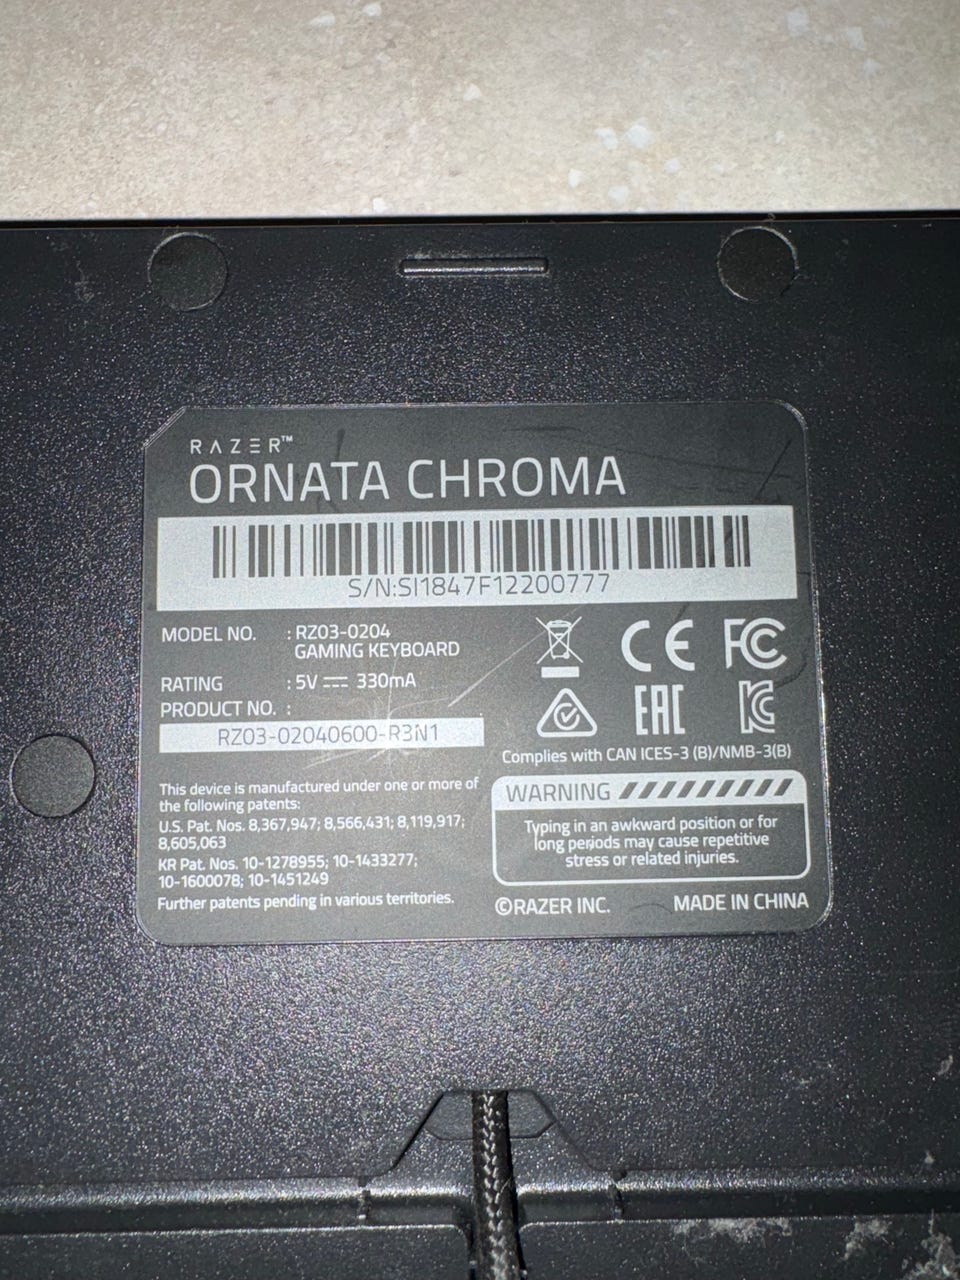 RAZER™
ORNATA CHROMA
S/N:SI1847F12200777
MODEL NO. : RZ03-0204
GAMING KEYBOARD
RATING : 5V ⎓ 330mA
PRODUCT NO. :
RZ03-02040600-R3N1
This device is manufactured under one or more of
the following patents:
U.S. Pat. Nos. 8,367,947; 8,566,431; 8,119,917;
8,605,063
KR Pat. Nos. 10-1278955; 10-1433277;
10-1600078; 10-1451249
Further patents pending in various territories.
CE FC
EAC KC
Complies with CAN ICES-3 (B)/NMB-3(B)
WARNING
Typing in an awkward position or for
long periods may cause repetitive
stress or related injuries.
©RAZER INC. MADE IN CHINA